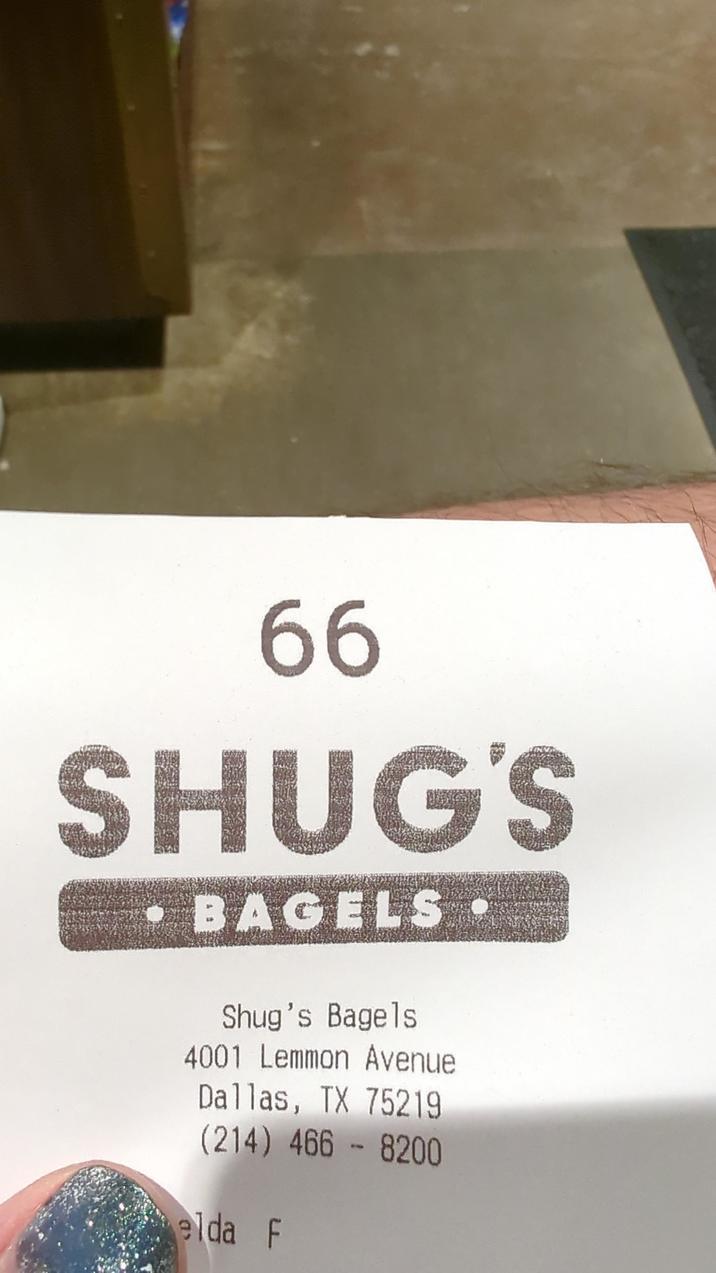 66
SHUG'S
• BAGELS •
Shug's Bagels
4001 Lemmon Avenue
Dallas, TX 75219
(214) 466 - 8200
F